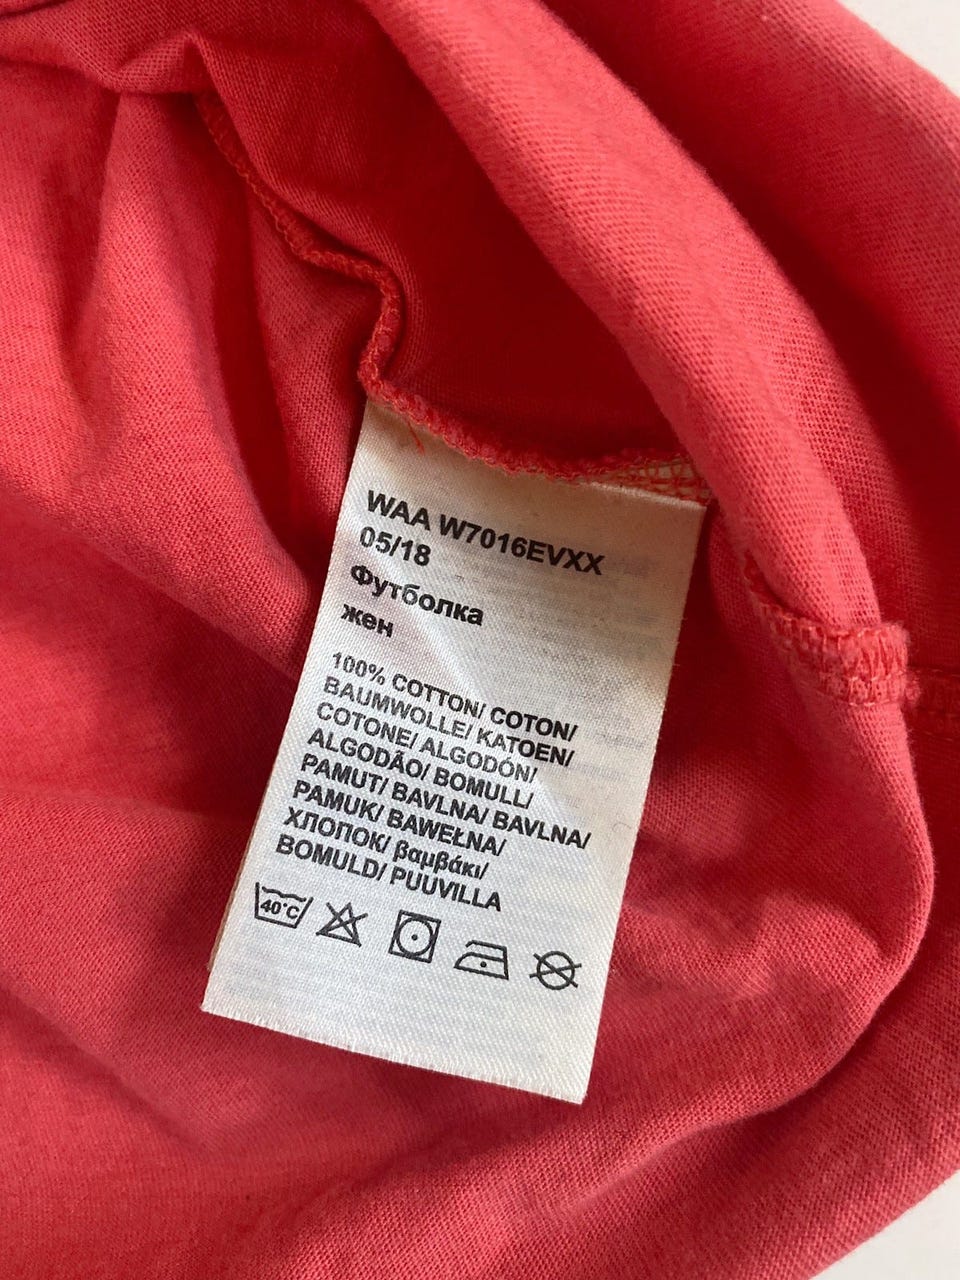 WAA W7016EVXX
05/18
Футболка
жен
100% COTTON/ COTON/
BAUMWOLLE/ KATOEN/
COTONE/ ALGODÓN/
ALGODÃO/ BOMULL/
PAMUT/ BAVLNA/ BAVLNA/
PAMUK/ BAWEŁNA/
ХЛОПОК/ βαμβάκι/
BOMULD/ PUUVILLA
40°C